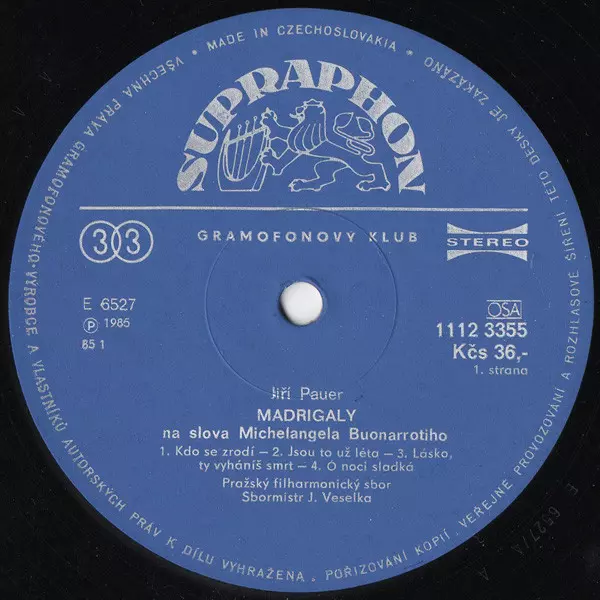 • MADE IN CZECHOSLOVAKIA •
VŠECHNA PRÁVA GRAMOFONOVÉHO VÝROBCE A VLASTNÍKŮ AUTORSKÝCH PRÁV K DÍLU VYHRAŽENA. POŘIZOVÁNÍ KOPIÍ, VEŘEJNÉ PROVOZOVÁNÍ A ROZHLASOVÉ ŠÍŘENÍ TÉTO DESKY JE ZAKÁZÁNO
SUPRAPHON
33
GRAMOFONOVÝ KLUB
STEREO
E 6527
℗ 1985
85 1
OSA
1112 3355
Kčs 36,-
1. strana
Jiří Pauer
MADRIGALY
na slova Michelangela Buonarrotiho
1. Kdo se zrodí – 2. Jsou to už léta – 3. Lásko,
ty vyháníš smrt – 4. Ó noci sladká
Pražský filharmonický sbor
Sbormistr J. Veselka
E 6527/A
A